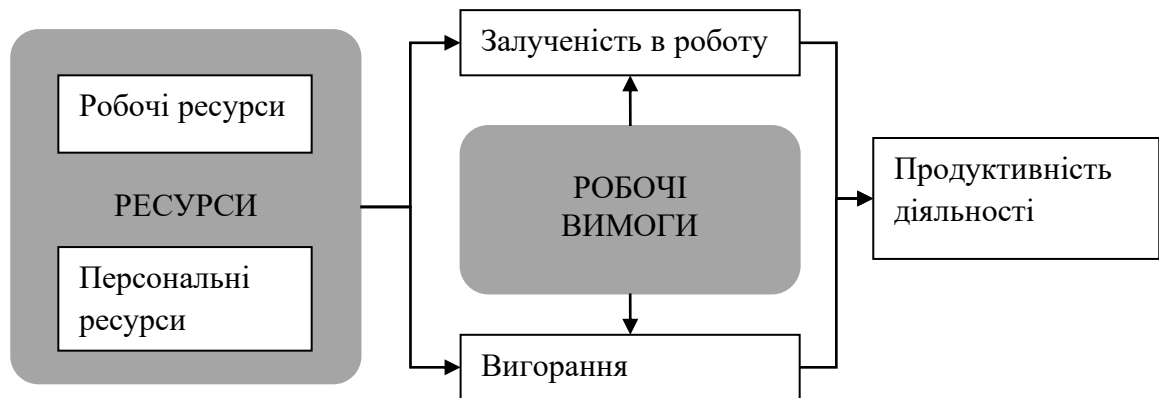 Робочі ресурси
РЕСУРСИ
Персональні
ресурси
Залученість в роботу
РОБОЧІ
ВИМОГИ
Вигорання
Продуктивність
діяльності